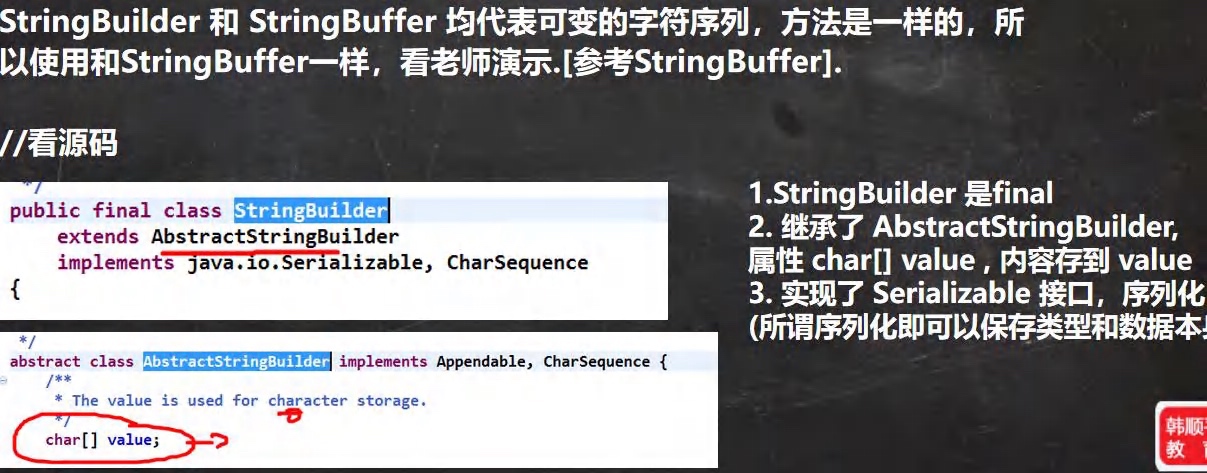 StringBuilder 和 StringBuffer 均代表可变的字符序列，方法是一样的，所
以使用和StringBuffer一样，看老师演示.[参考StringBuffer].
//看源码
*/
public final class StringBuilder
extends AbstractStringBuilder
implements java.io.Serializable, CharSequence
{
1.StringBuilder 是final
2. 继承了 AbstractStringBuilder,
属性 char[] value , 内容存到 value
3. 实现了 Serializable 接口，序列化
(所谓序列化即可以保存类型和数据本
*/
abstract class AbstractStringBuilder implements Appendable, CharSequence {
/**
* The value is used for character storage.
*/
char[] value;
韩顺
教